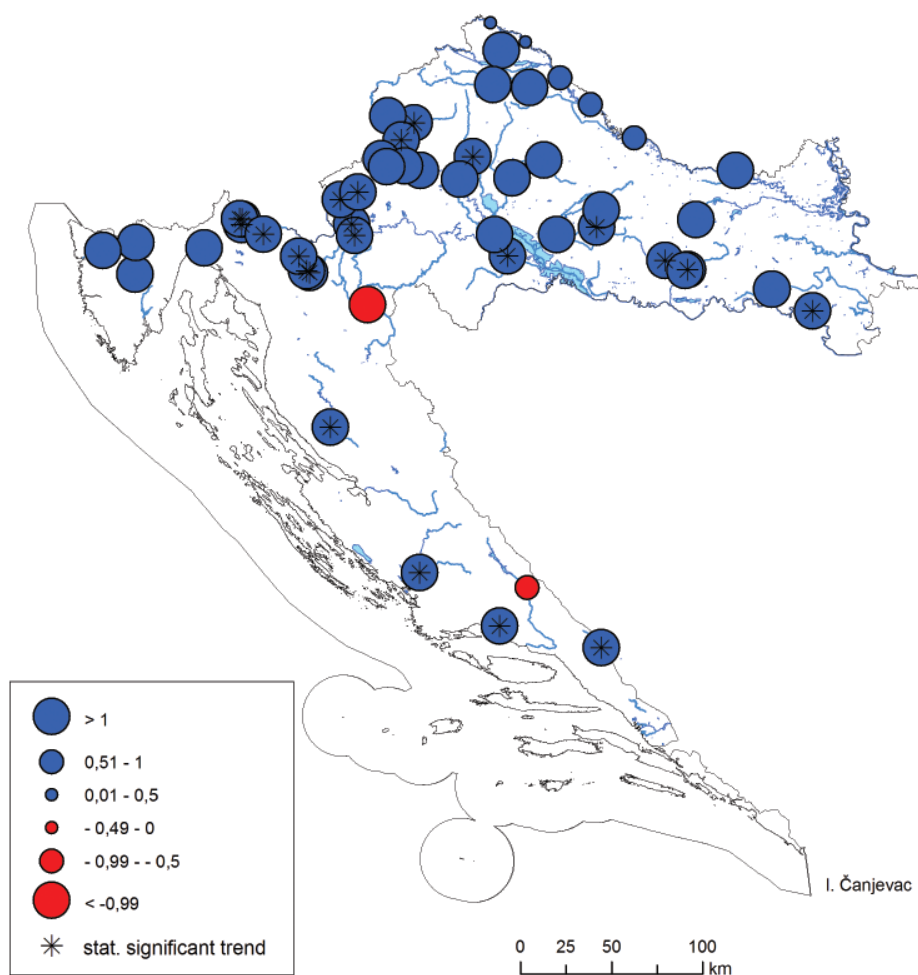 > 1
0,51 - 1
0,01 - 0,5
- 0,49 - 0
- 0,99 - - 0,5
< -0,99
stat. significant trend
I. Čanjevac
0 25 50 100
km